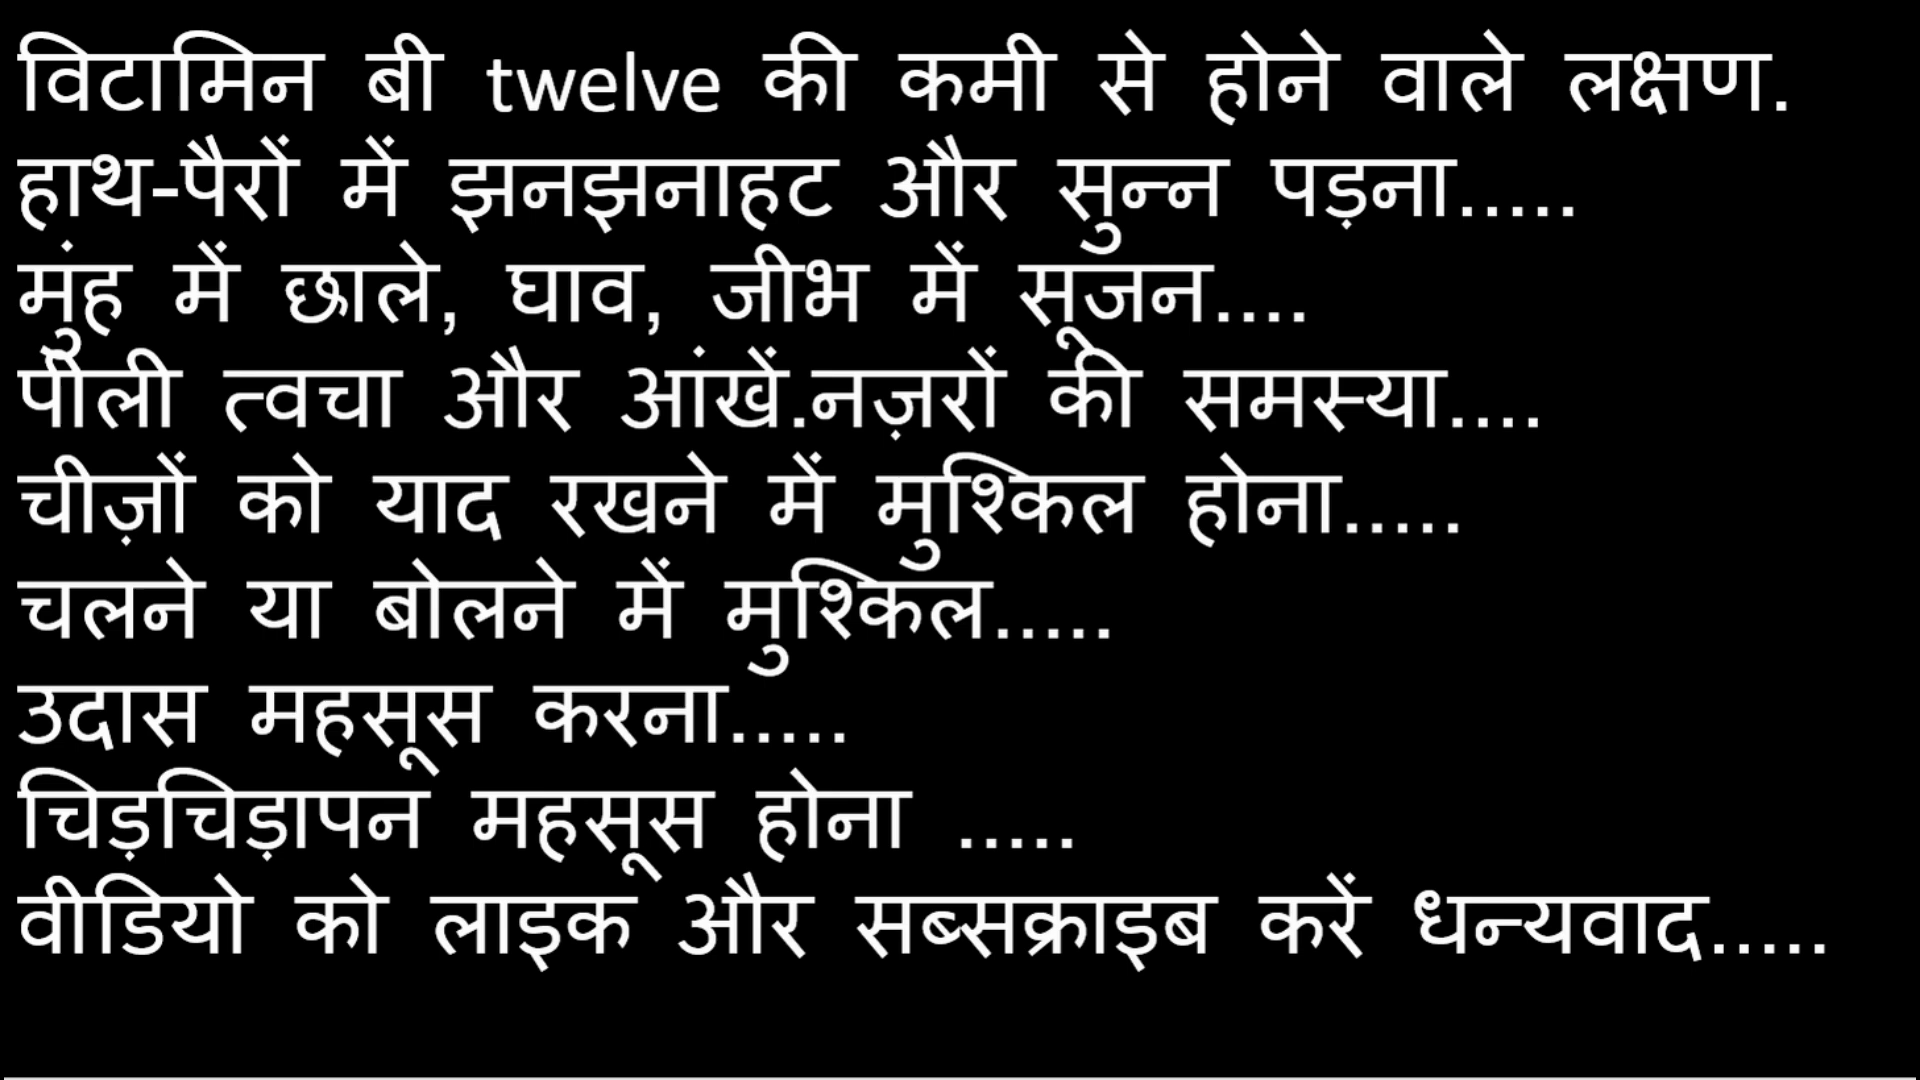 विटामिन बी twelve की कमी से होने वाले लक्षण.
हाथ-पैरों में झनझनाहट और सुन्न पड़ना.....
मुंह में छाले, घाव, जीभ में सूजन....
पीली त्वचा और आंखें.नज़रों की समस्या....
चीज़ों को याद रखने में मुश्किल होना.....
चलने या बोलने में मुश्किल.....
उदास महसूस करना.....
चिड़चिड़ापन महसूस होना .....
वीडियो को लाइक और सब्सक्राइब करें धन्यवाद.....